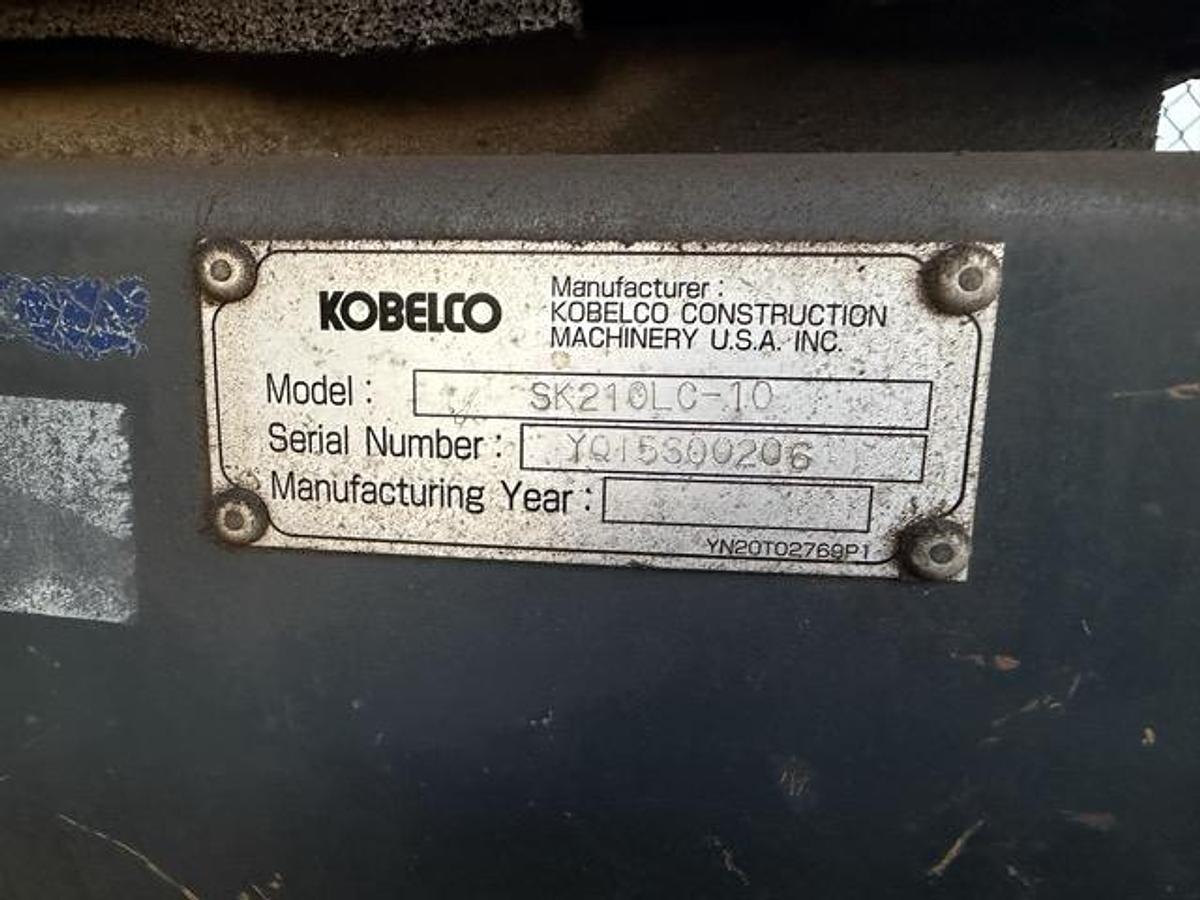 KOBELCO
Manufacturer :
KOBELCO CONSTRUCTION
MACHINERY U.S.A. INC.
Model : SK210LC-10
Serial Number : YQ15S00206
Manufacturing Year :
YN20T02769P1